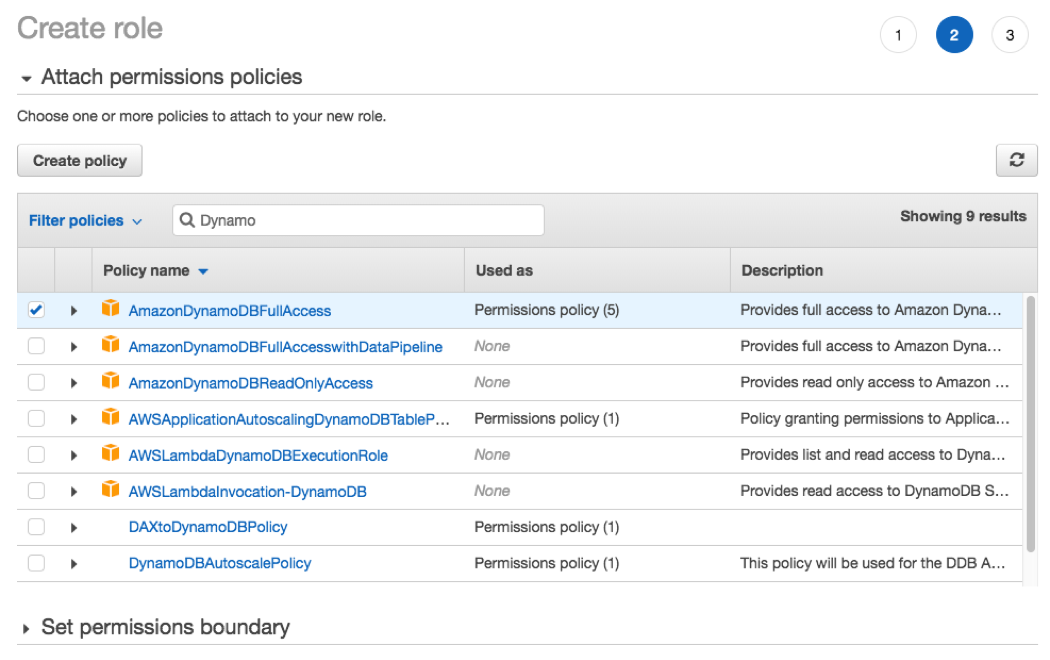 Create role
1 2 3
Attach permissions policies
Choose one or more policies to attach to your new role.
Create policy
Filter policies Dynamo Showing 9 results
Policy name Used as Description
AmazonDynamoDBFullAccess Permissions policy (5) Provides full access to Amazon Dyna...
AmazonDynamoDBFullAccesswithDataPipeline None Provides full access to Amazon Dyna...
AmazonDynamoDBReadOnlyAccess None Provides read only access to Amazon ...
AWSApplicationAutoscalingDynamoDBTableP... Permissions policy (1) Policy granting permissions to Applica...
AWSLambdaDynamoDBExecutionRole None Provides list and read access to Dyna...
AWSLambdaInvocation-DynamoDB None Provides read access to DynamoDB S...
DAXtoDynamoDBPolicy Permissions policy (1)
DynamoDBAutoscalePolicy Permissions policy (1) This policy will be used for the DDB A...
Set permissions boundary